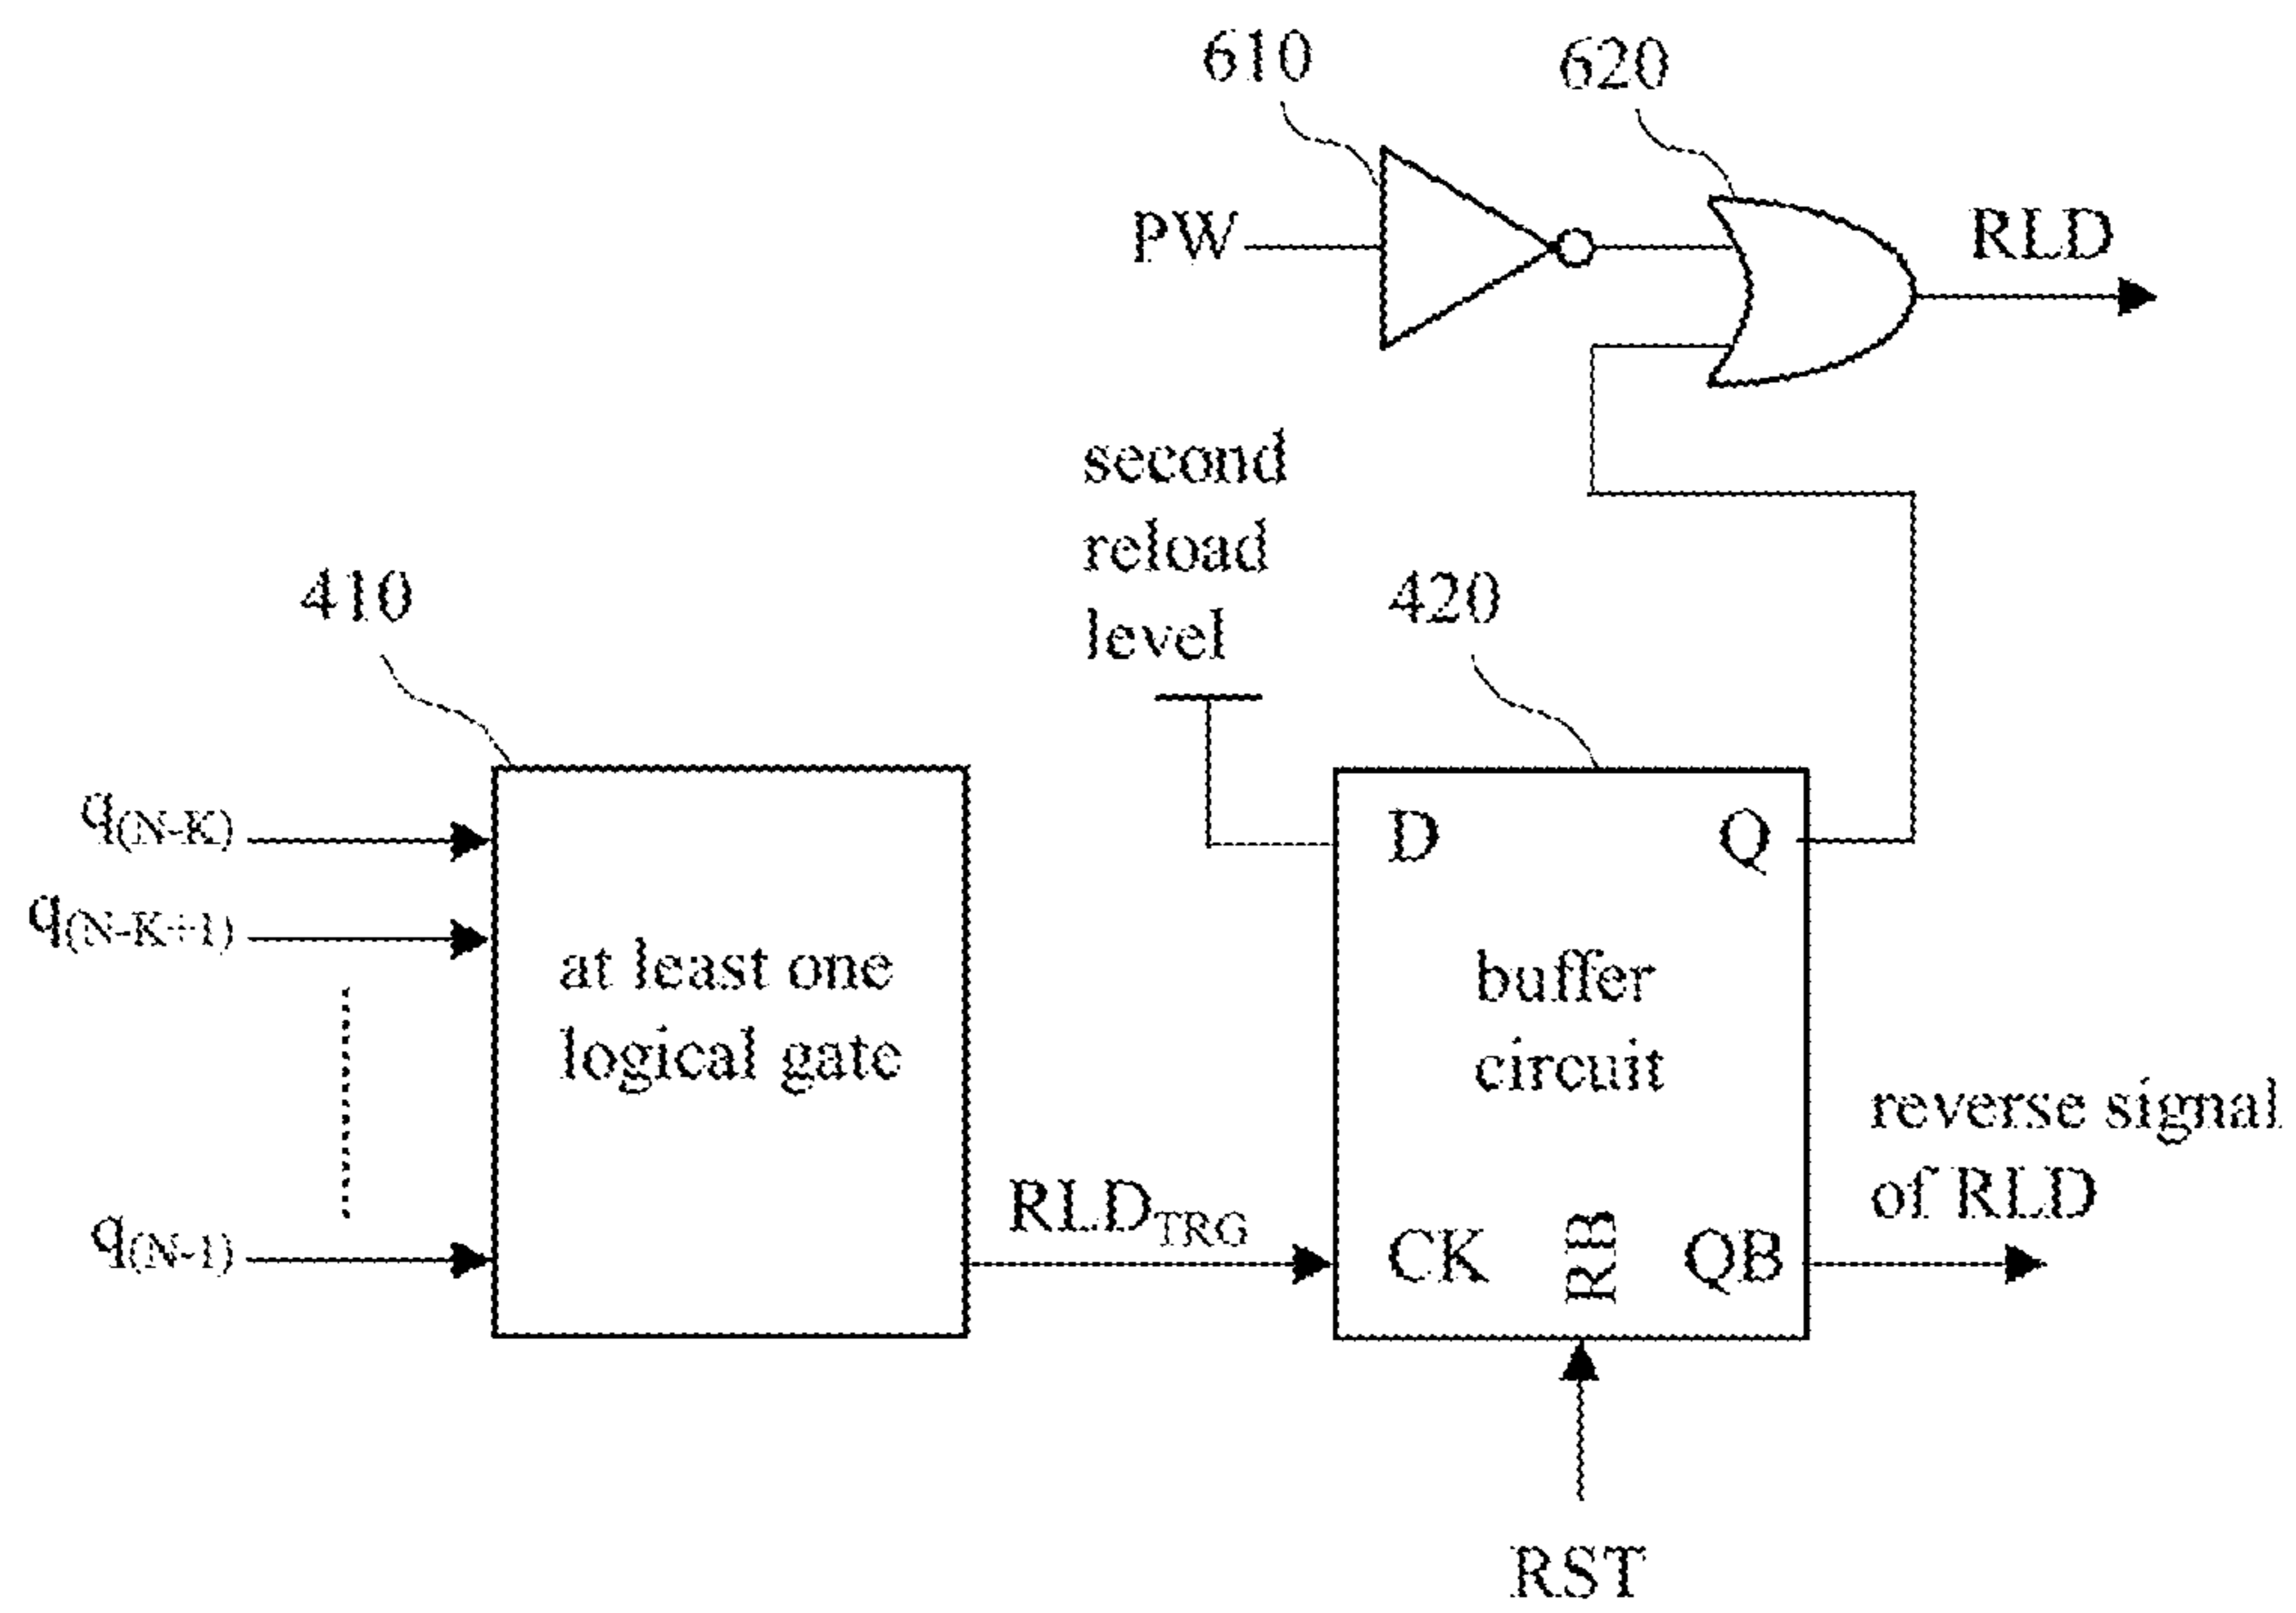 610
620
PW
RLD
second
reload
level
410
420
q(N-K)
q(N-K+1)
q(N-1)
at least one
logical gate
RLDTRG
D
Q
buffer
circuit
CK
RB
QB
reverse signal
of RLD
RST